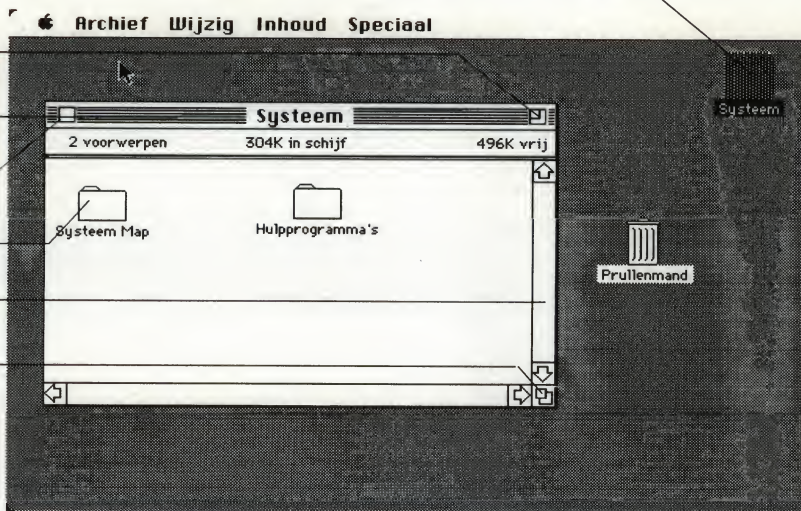 Archief Wijzig Inhoud Speciaal
Systeem
Systeem
2 voorwerpen 304K in schijf 496K vrij
Systeem Map Hulpprogramma's
Prullenmand